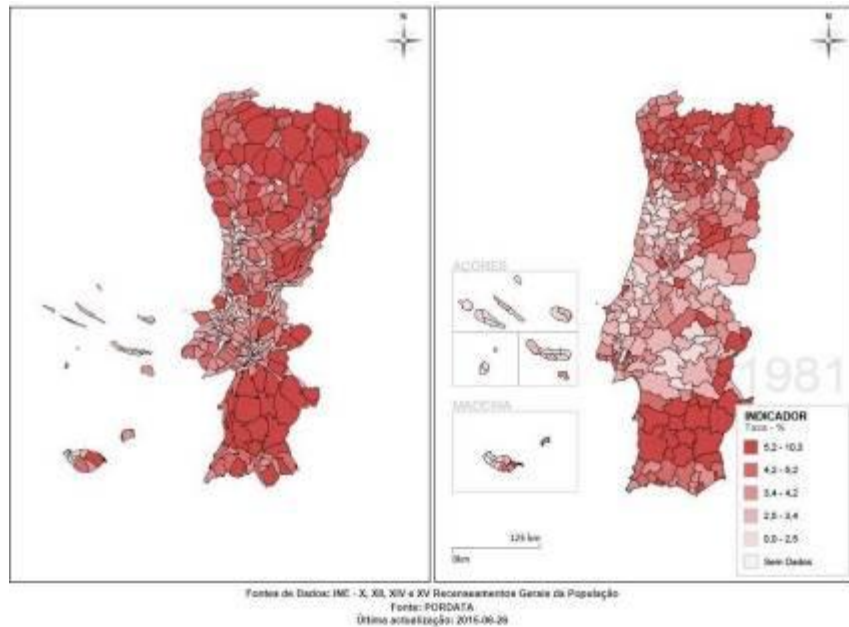 N
N
AÇORES
MADEIRA
1981
INDICADOR
Taxa - %
5,2 - 10,3
4,2 - 5,2
3,4 - 4,2
2,5 - 3,4
0,0 - 2,5
Sem Dados
125 km
0km
Fontes de Dados: INE - X, XII, XIV e XV Recenseamentos Gerais da População
Fonte: PORDATA
Última actualização: 2015-06-26